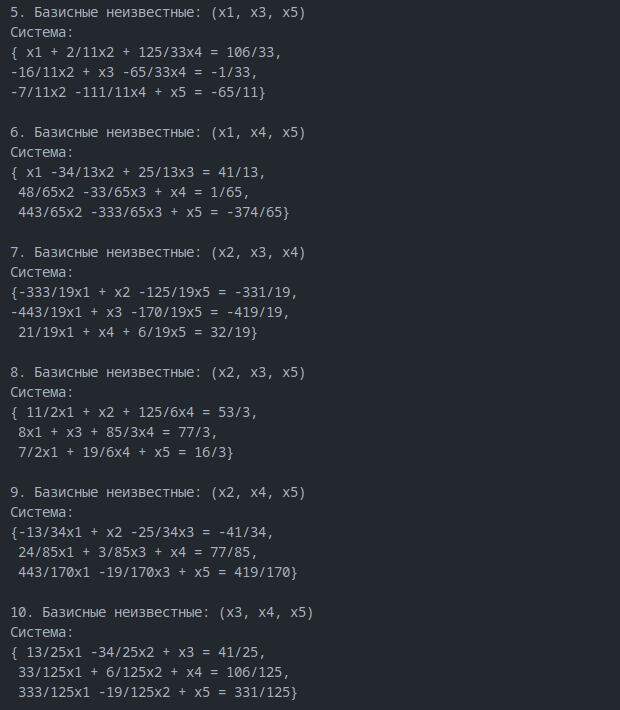 5. Базисные неизвестные: (x1, x3, x5)
Система:
{ x1 + 2/11x2 + 125/33x4 = 106/33,
-16/11x2 + x3 -65/33x4 = -1/33,
-7/11x2 -111/11x4 + x5 = -65/11}
6. Базисные неизвестные: (x1, x4, x5)
Система:
{ x1 -34/13x2 + 25/13x3 = 41/13,
48/65x2 -33/65x3 + x4 = 1/65,
443/65x2 -333/65x3 + x5 = -374/65}
7. Базисные неизвестные: (x2, x3, x4)
Система:
{-333/19x1 + x2 -125/19x5 = -331/19,
-443/19x1 + x3 -170/19x5 = -419/19,
21/19x1 + x4 + 6/19x5 = 32/19}
8. Базисные неизвестные: (x2, x3, x5)
Система:
{ 11/2x1 + x2 + 125/6x4 = 53/3,
8x1 + x3 + 85/3x4 = 77/3,
7/2x1 + 19/6x4 + x5 = 16/3}
9. Базисные неизвестные: (x2, x4, x5)
Система:
{-13/34x1 + x2 -25/34x3 = -41/34,
24/85x1 + 3/85x3 + x4 = 77/85,
443/170x1 -19/170x3 + x5 = 419/170}
10. Базисные неизвестные: (x3, x4, x5)
Система:
{ 13/25x1 -34/25x2 + x3 = 41/25,
33/125x1 + 6/125x2 + x4 = 106/125,
333/125x1 -19/125x2 + x5 = 331/125}